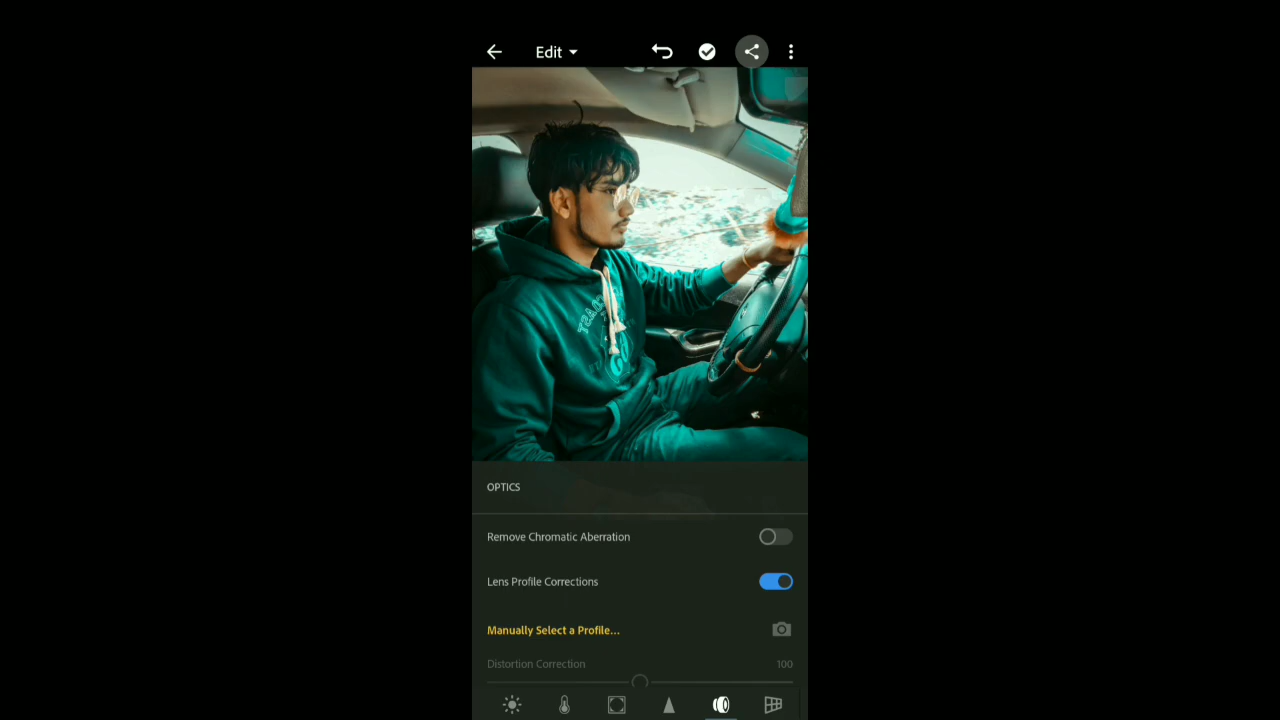 Edit
OPTICS
Remove Chromatic Aberration
Lens Profile Corrections
Manually Select a Profile...
Distortion Correction 100